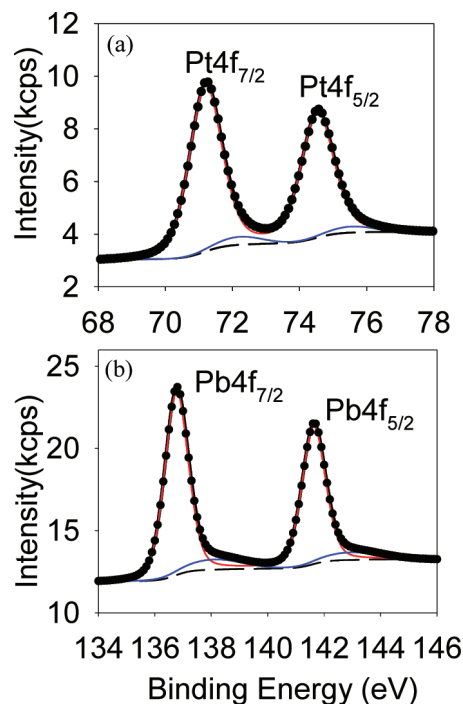 (a)
Pt4f7/2
Pt4f5/2
Intensity(kcps)
12
10
8
6
4
2
68 70 72 74 76 78
(b)
Pb4f7/2
Pb4f5/2
Intensity(kcps)
25
20
15
10
134 136 138 140 142 144 146
Binding Energy (eV)